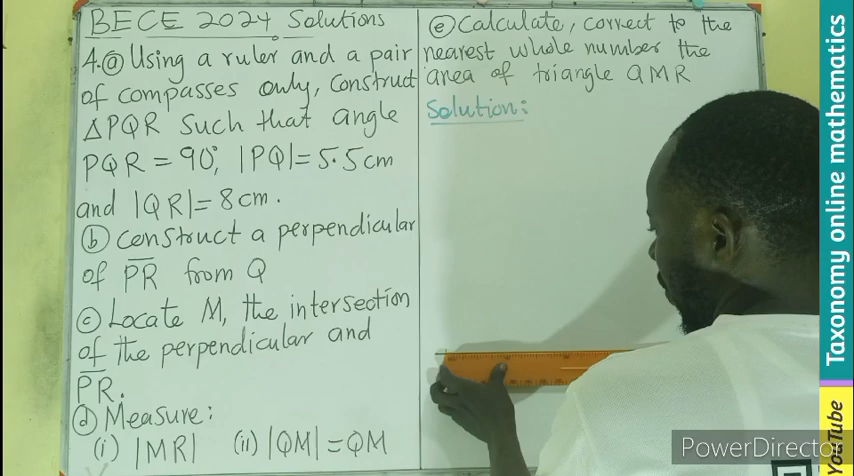 BECE 2024 Solutions
4.(a) Using a ruler and a pair
of compasses only, construct
△PQR such that angle
PQR = 90°, |PQ| = 5.5cm
and |QR| = 8cm.
(b) Construct a perpendicular
of P̅R̅ from Q
(c) Locate M, the intersection
of the perpendicular and
P̅R̅.
(d) Measure:
(i) |MR| (ii) |QM| = QM
(e) Calculate, correct to the
nearest whole number the
area of triangle QMR
Solution:
Taxonomy online mathematics
YouTube
PowerDirector